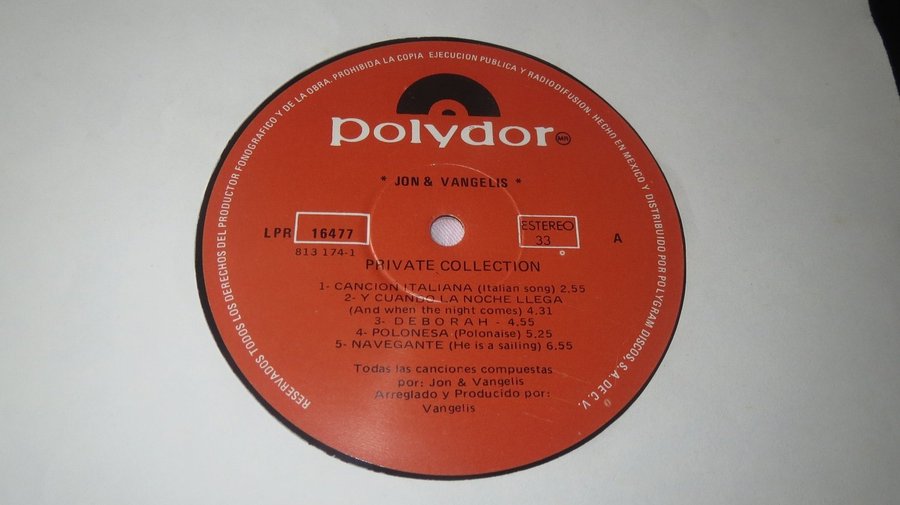 RESERVADOS TODOS LOS DERECHOS DEL PRODUCTOR FONOGRAFICO Y DE LA OBRA. PROHIBIDA LA COPIA EJECUCION PUBLICA Y RADIODIFUSION. HECHO EN MEXICO Y DISTRIBUIDO POR POLYGRAM DISCOS, S.A. DE C.V.
polydor MR
* JON & VANGELIS *
LPR 16477 ESTEREO A
813 174-1 33
PRIVATE COLLECTION
1- CANCION ITALIANA (Italian song) 2.55
2- Y CUANDO LA NOCHE LLEGA
(And when the night comes) 4.31
3- DEBORAH - 4.55
4- POLONESA (Polonaise) 5.25
5- NAVEGANTE (He is a sailing) 6.55
Todas las canciones compuestas
por: Jon & Vangelis
Arreglado y Producido por:
Vangelis